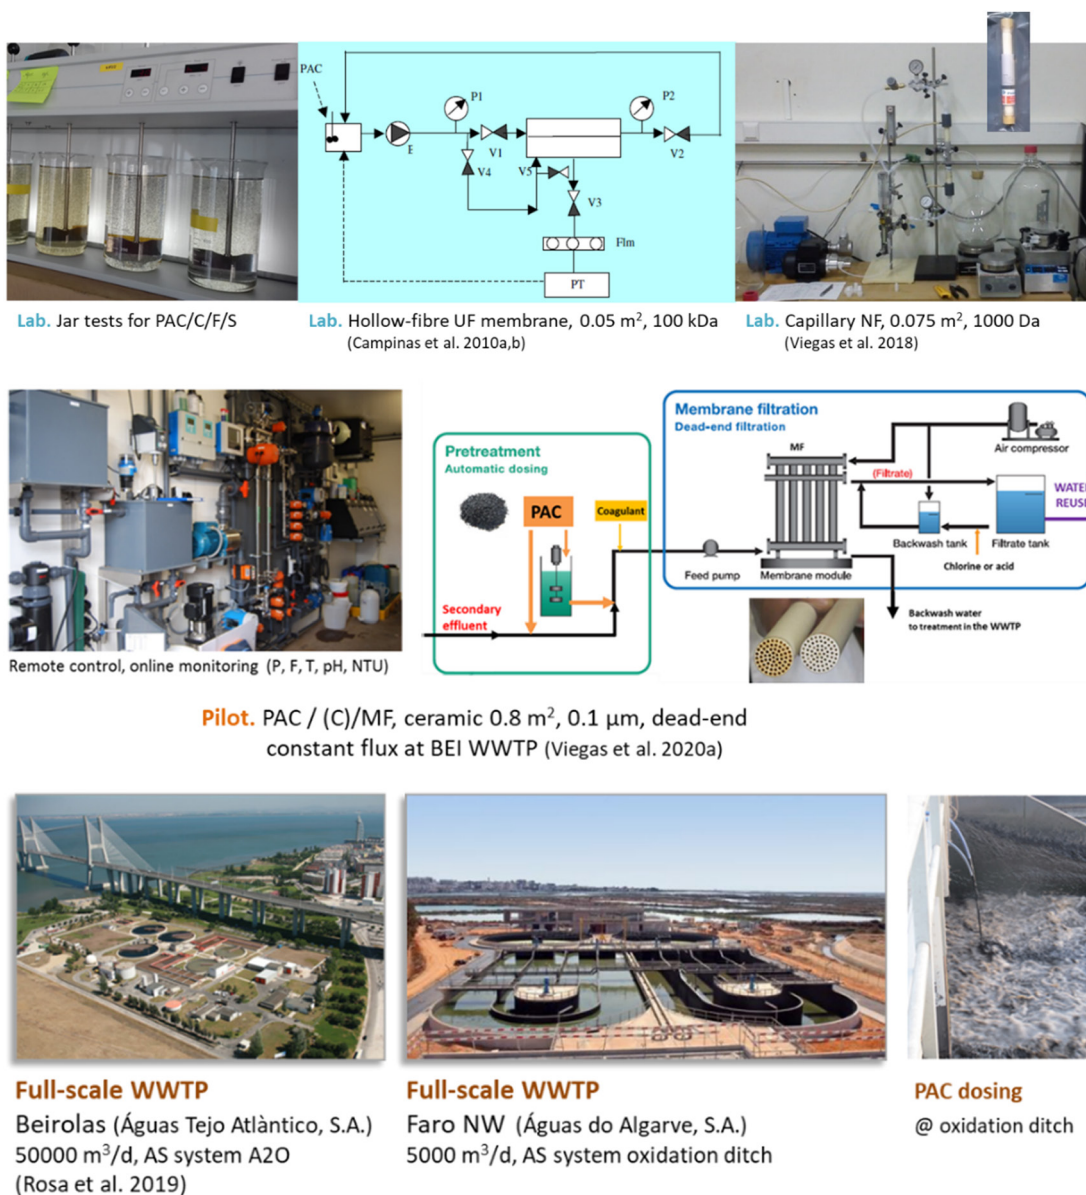 PAC
P1
P2
E
V1
V2
V4
V5
V3
Flm
PT
Lab. Jar tests for PAC/C/F/S
Lab. Hollow-fibre UF membrane, 0.05 m², 100 kDa
(Campinas et al. 2010a,b)
Lab. Capillary NF, 0.075 m², 1000 Da
(Viegas et al. 2018)
Remote control, online monitoring (P, F, T, pH, NTU)
Pretreatment
Automatic dosing
PAC
Coagulant
Secondary
effluent
Membrane filtration
Dead-end filtration
MF
Air compressor
(Filtrate)
WATER
REUSE
Backwash tank
Filtrate tank
Chlorine or acid
Feed pump
Membrane module
Backwash water
to treatment in the WWTP
Pilot. PAC / (C)/MF, ceramic 0.8 m², 0.1 µm, dead-end
constant flux at BEI WWTP (Viegas et al. 2020a)
Full-scale WWTP
Beirolas (Águas Tejo Atlàntico, S.A.)
50000 m³/d, AS system A2O
(Rosa et al. 2019)
Full-scale WWTP
Faro NW (Águas do Algarve, S.A.)
5000 m³/d, AS system oxidation ditch
PAC dosing
@ oxidation ditch